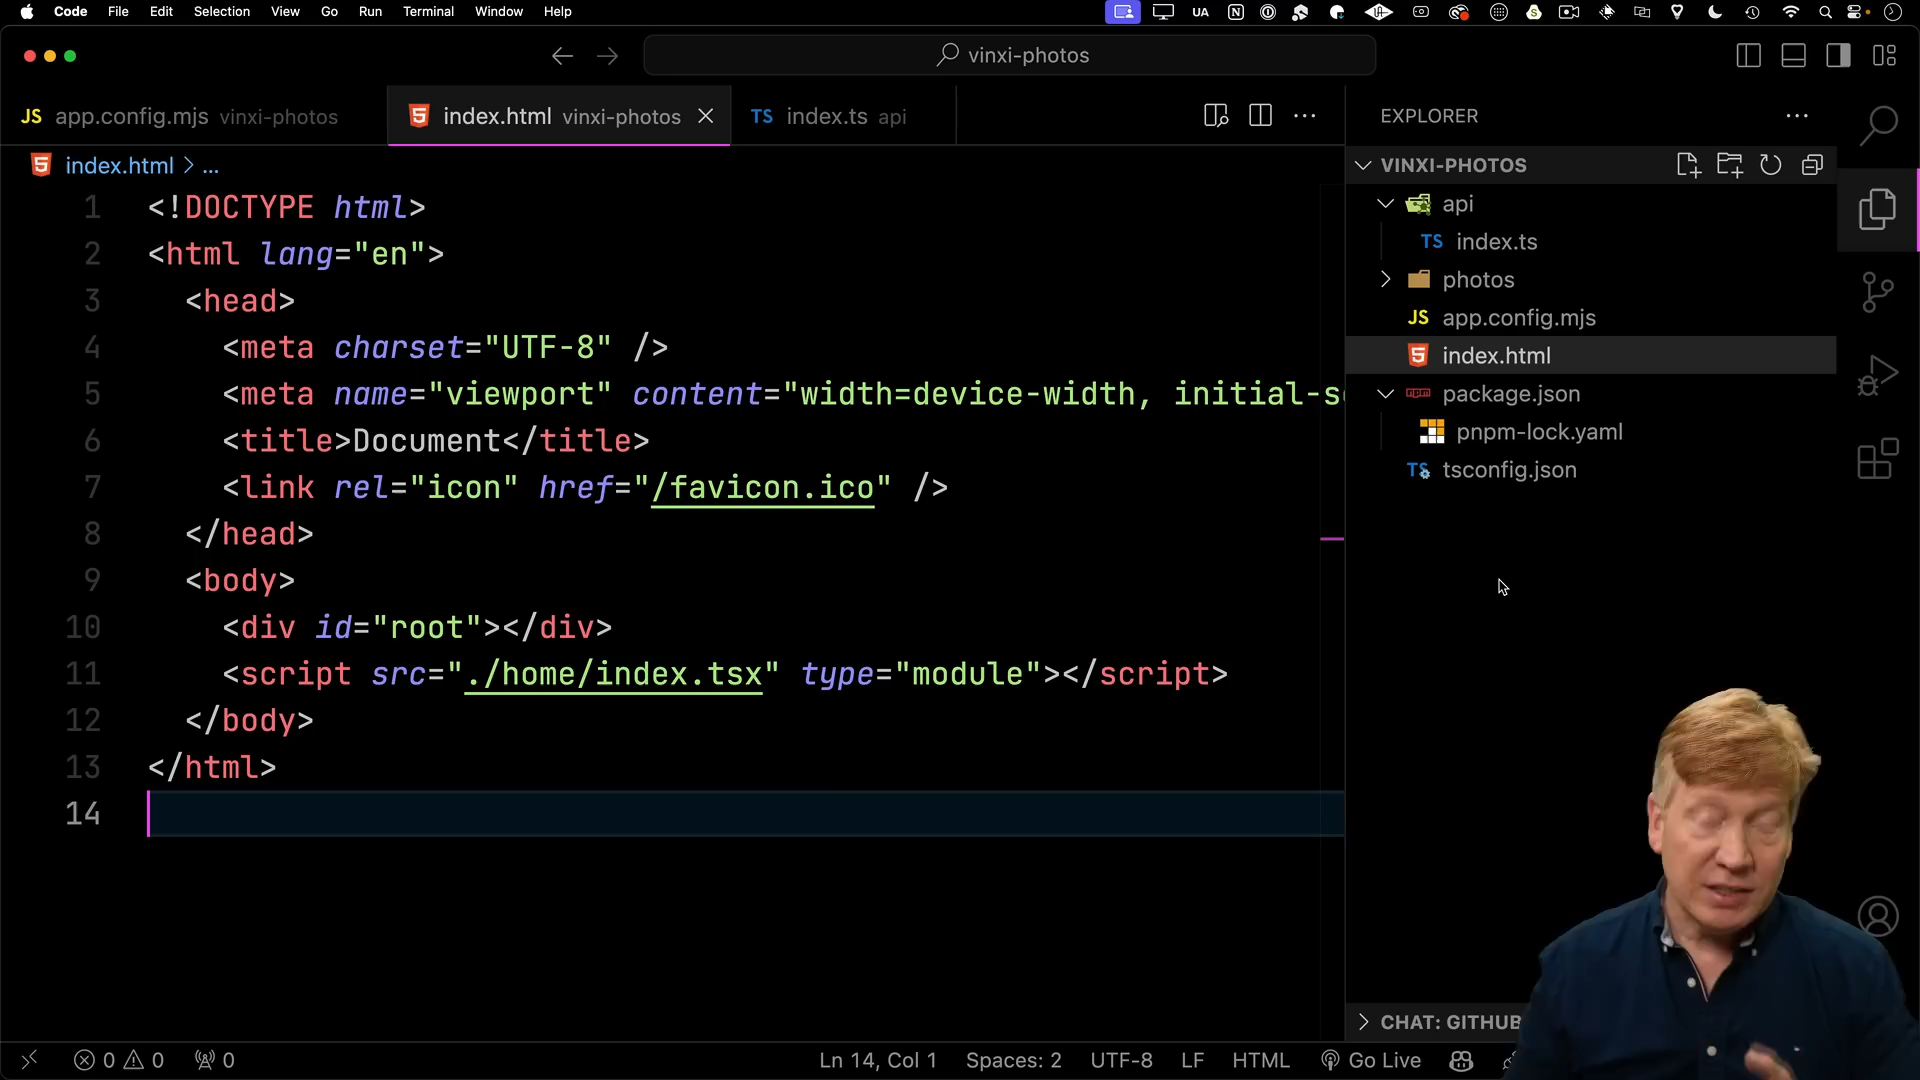 Code File Edit Selection View Go Run Terminal Window Help
UA
vinxi-photos
JS app.config.mjs vinxi-photos
index.html vinxi-photos
TS index.ts api
index.html > ...
1 <!DOCTYPE html>
2 <html lang="en">
3 <head>
4 <meta charset="UTF-8" />
5 <meta name="viewport" content="width=device-width,
6 <title>Document</title>
7 <link rel="icon" href="/favicon.ico" />
8 </head>
9 <body>
10 <div id="root"></div>
11 <script src="./home/index.tsx" type="module"></script>
12 </body>
13 </html>
14
EXPLORER
VINXI-PHOTOS
api
TS index.ts
photos
JS app.config.mjs
index.html
package.json
pnpm-lock.yaml
TS tsconfig.json
CHAT: GITHUB
0 0 0
Ln 14, Col 1 Spaces: 2 UTF-8 LF HTML Go Live